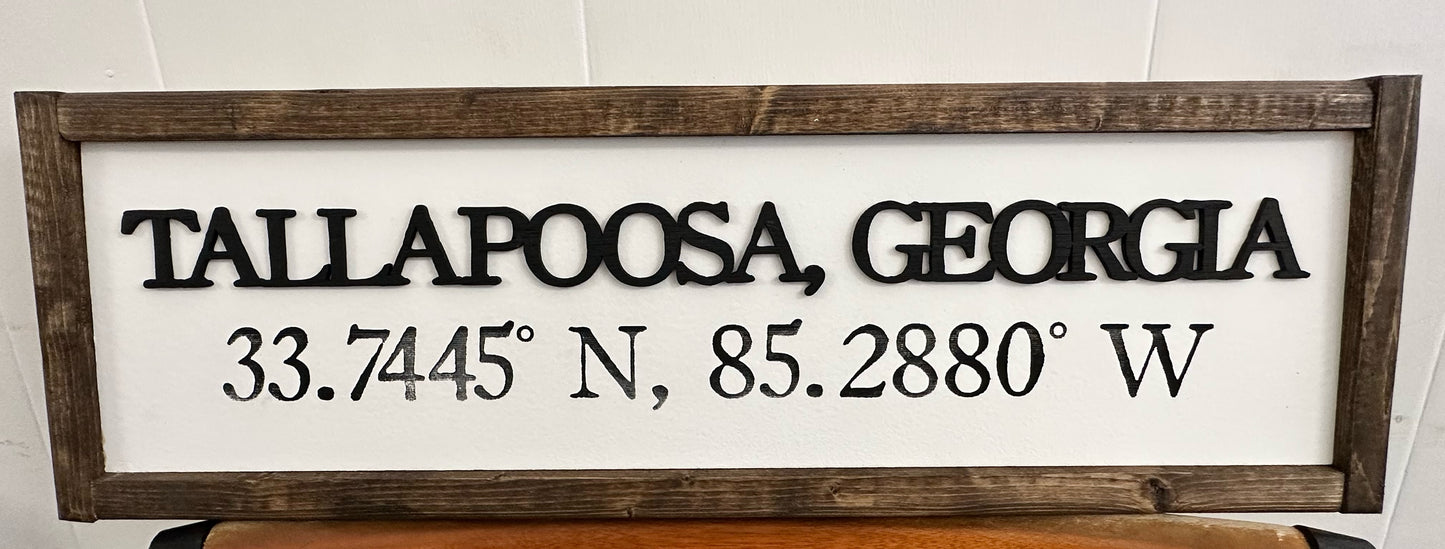 TALLAPOOSA, GEORGIA
33.7445° N, 85.2880° W